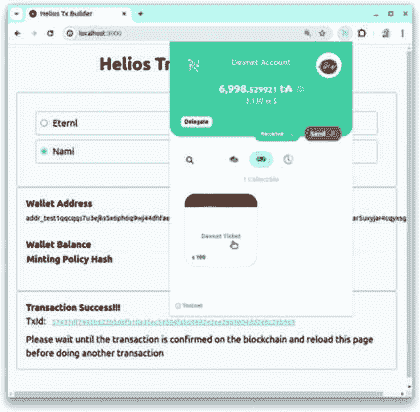 Helios Tx Builder
localhost:3000
Helios T
Devnet Account
6,998.529921 t₳
Delegate
Receive
Send
Eternl
Nami
1 Collectible
Wallet Address
Devnet Ticket
x 100
Wallet Balance
Minting Policy Hash
Testnet
Transaction Success!!!
TxId:
Please wait until the transaction is confirmed on the blockchain and reload this page
before doing another transaction